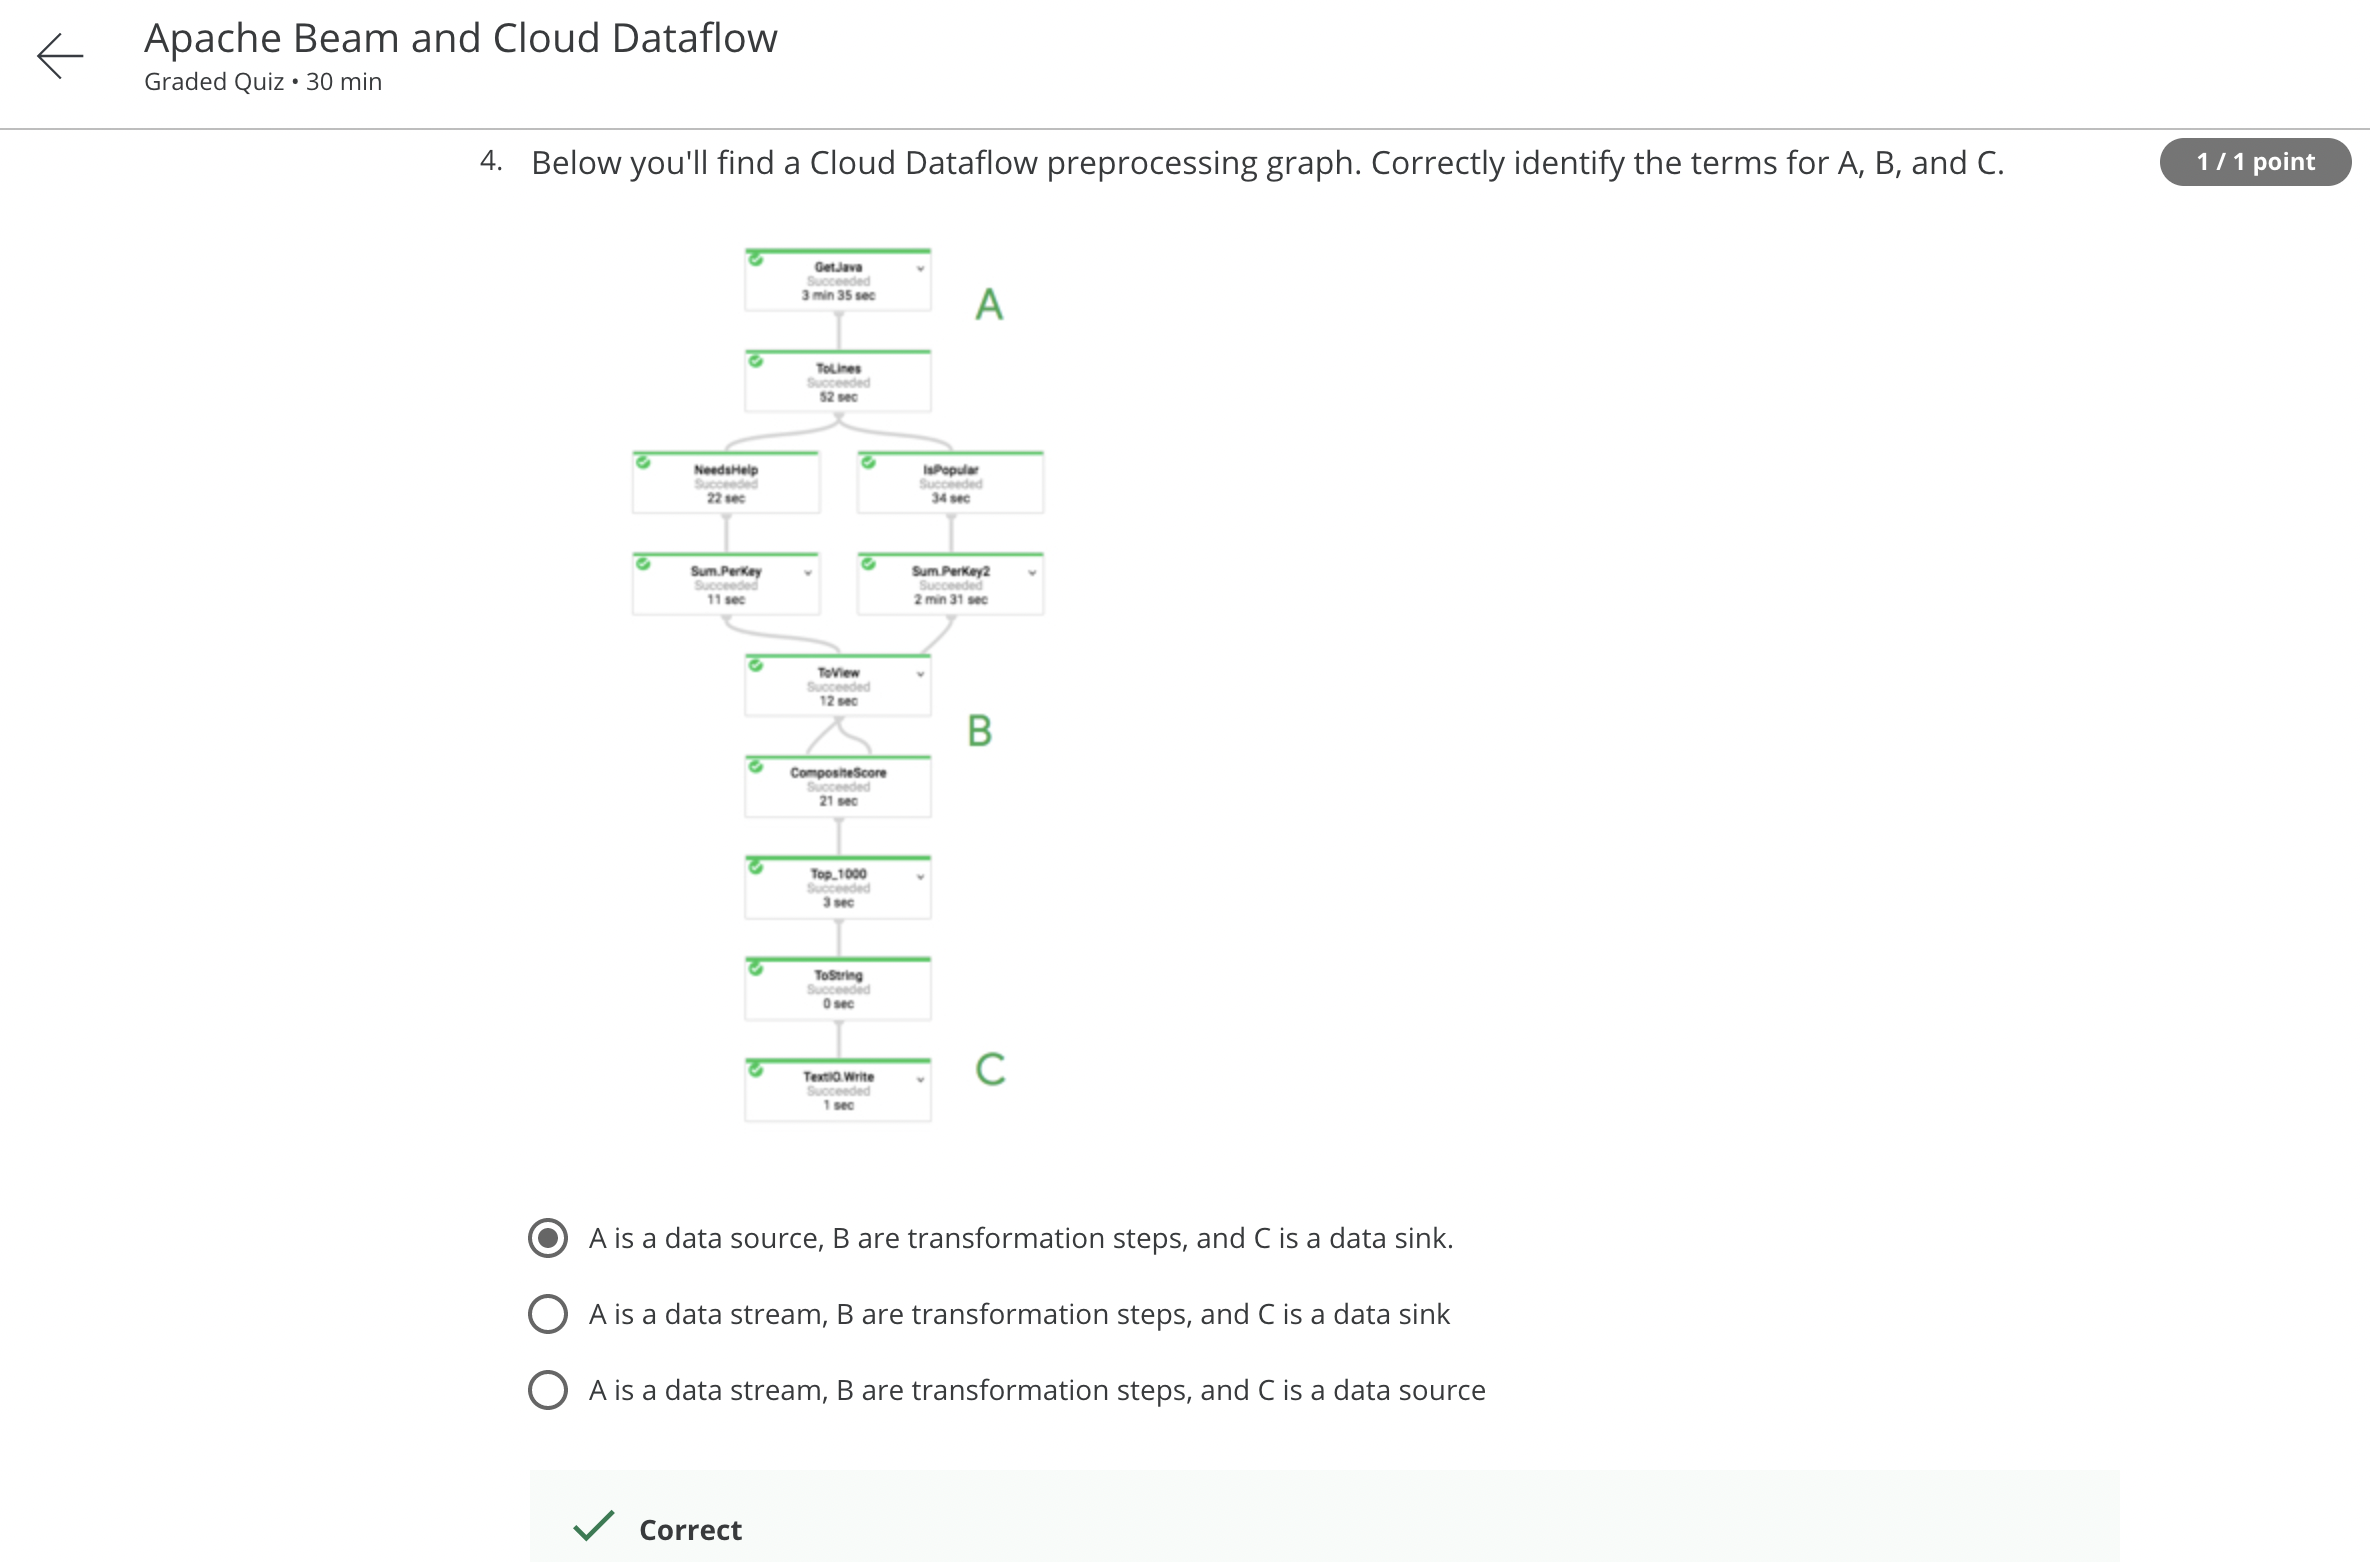 Apache Beam and Cloud Dataflow
Graded Quiz • 30 min
4. Below you'll find a Cloud Dataflow preprocessing graph. Correctly identify the terms for A, B, and C.
1 / 1 point
GetJava
Succeeded
3 min 35 sec
A
ToLines
Succeeded
52 sec
NeedsHelp
Succeeded
22 sec
IsPopular
Succeeded
34 sec
Sum.PerKey
Succeeded
11 sec
Sum.PerKey2
Succeeded
2 min 31 sec
ToView
Succeeded
12 sec
B
CompositeScore
Succeeded
21 sec
Top_1000
Succeeded
3 sec
ToString
Succeeded
0 sec
C
TextIO.Write
Succeeded
1 sec
A is a data source, B are transformation steps, and C is a data sink.
A is a data stream, B are transformation steps, and C is a data sink
A is a data stream, B are transformation steps, and C is a data source
Correct